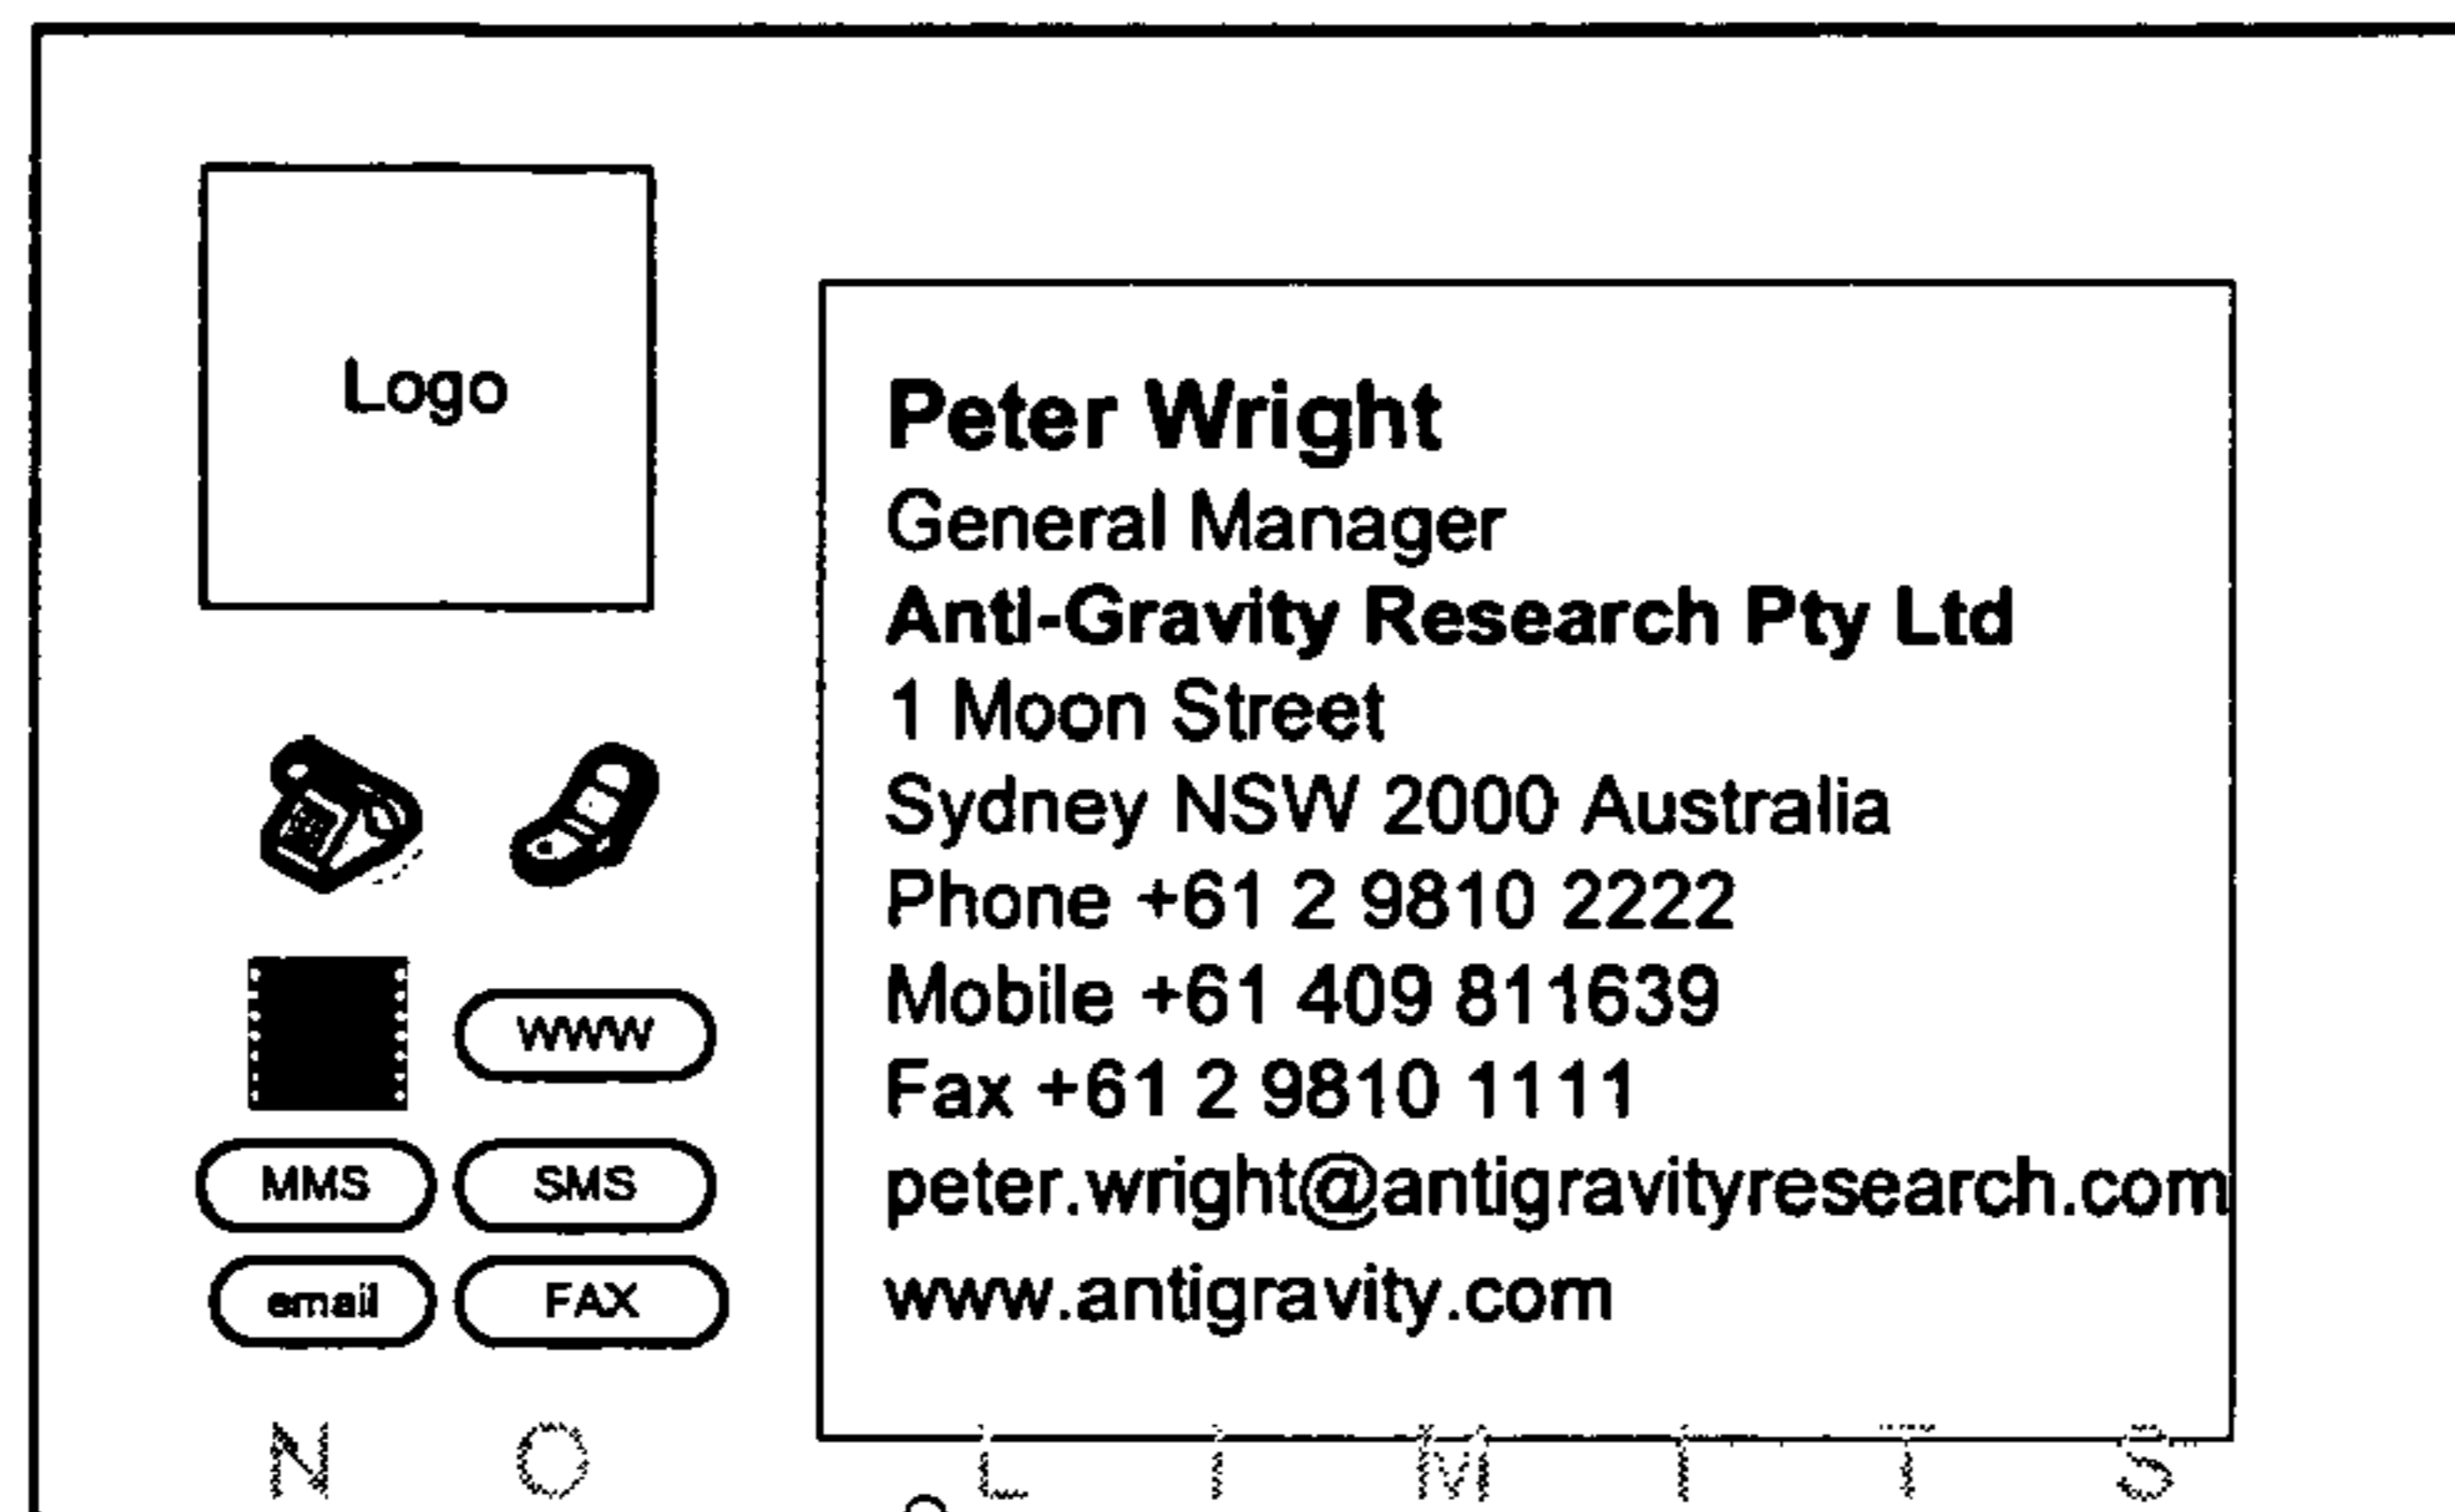 Logo
Peter Wright
General Manager
Anti-Gravity Research Pty Ltd
1 Moon Street
Sydney NSW 2000 Australia
Phone +61 2 9810 2222
Mobile +61 409 811639
Fax +61 2 9810 1111
peter.wright@antigravityresearch.com
www.antigravity.com
www
MMS SMS
email FAX
NO LIMITS